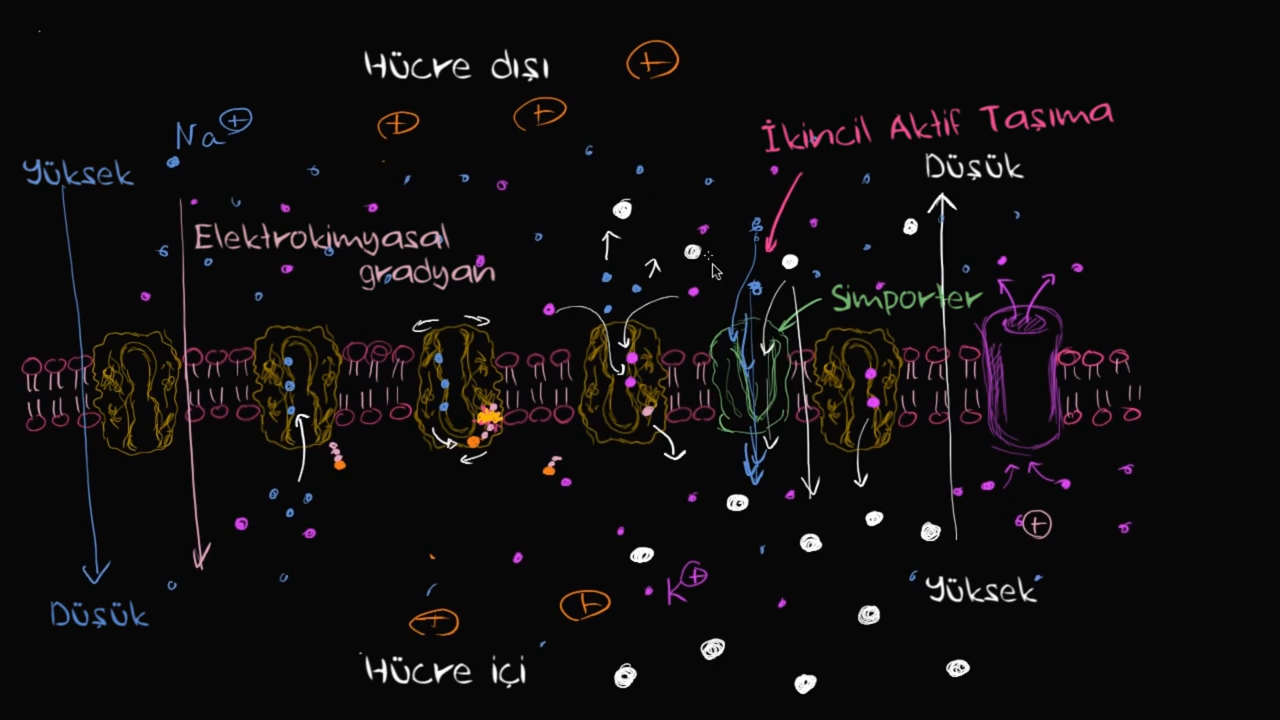 Hücre dışı
Na+
İkincil Aktif Taşıma
Yüksek
Düşük
Elektrokimyasal
gradyan
Simporter
K+
Yüksek
Düşük
Hücre içi